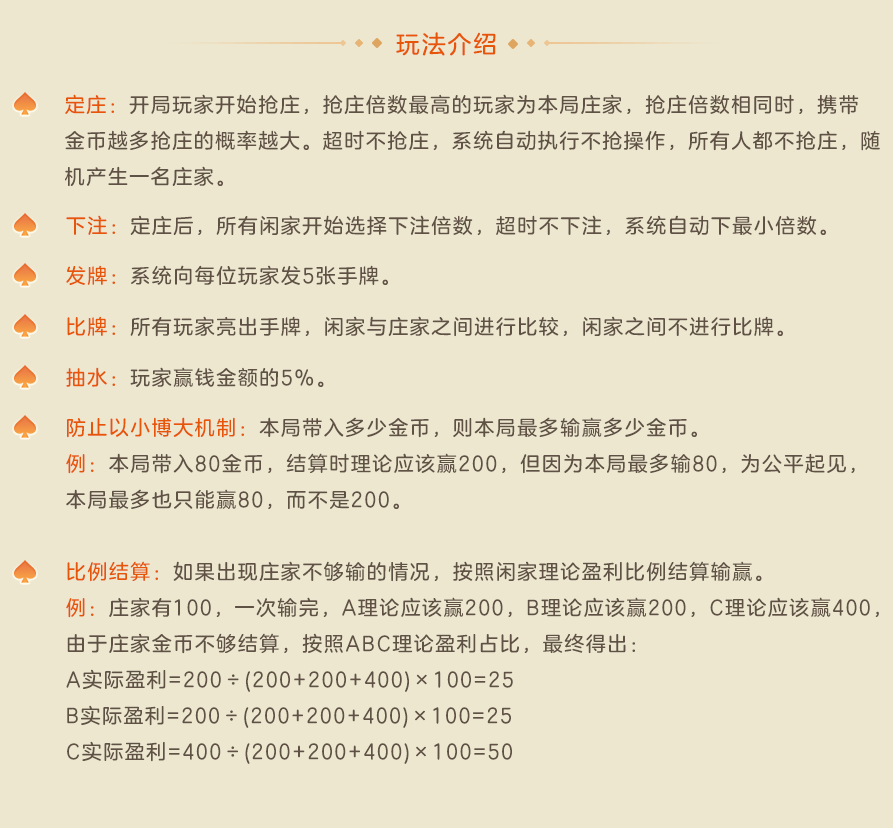 玩法介绍
定庄：开局玩家开始抢庄，抢庄倍数最高的玩家为本局庄家，抢庄倍数相同时，携带
金币越多抢庄的概率越大。超时不抢庄，系统自动执行不抢操作，所有人都不抢庄，随
机产生一名庄家。
下注：定庄后，所有闲家开始选择下注倍数，超时不下注，系统自动下最小倍数。
发牌：系统向每位玩家发5张手牌。
比牌：所有玩家亮出手牌，闲家与庄家之间进行比较，闲家之间不进行比牌。
抽水：玩家赢钱金额的5%。
防止以小博大机制：本局带入多少金币，则本局最多输赢多少金币。
例：本局带入80金币，结算时理论应该赢200，但因为本局最多输80，为公平起见，
本局最多也只能赢80，而不是200。
比例结算：如果出现庄家不够输的情况，按照闲家理论盈利比例结算输赢。
例：庄家有100，一次输完，A理论应该赢200，B理论应该赢200，C理论应该赢400，
由于庄家金币不够结算，按照ABC理论盈利占比，最终得出：
A实际盈利=200÷(200+200+400)×100=25
B实际盈利=200÷(200+200+400)×100=25
C实际盈利=400÷(200+200+400)×100=50